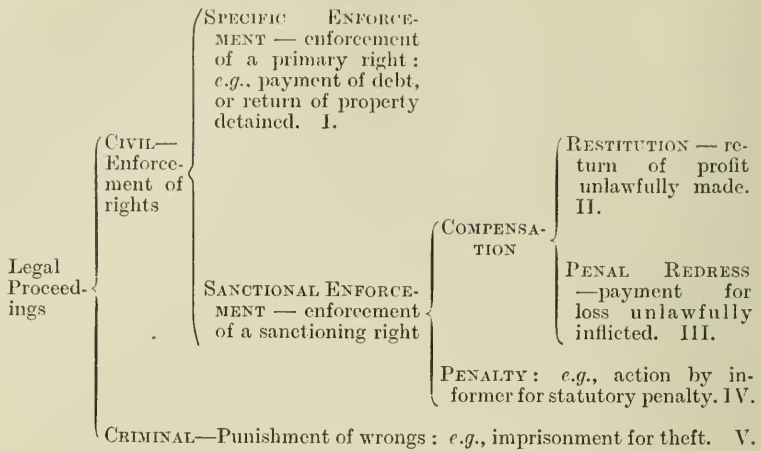 SPECIFIC ENFORCE-
MENT — enforcement
of a primary right :
e.g., payment of debt,
or return of property
detained. I.
CIVIL—
Enforce-
ment of
rights
RESTITUTION — re-
turn of profit
unlawfully made.
II.
COMPENSA-
TION
Legal
Proceed-
ings
SANCTIONAL ENFORCE-
MENT — enforcement
of a sanctioning right
PENAL REDRESS
—payment for
loss unlawfully
inflicted. III.
PENALTY : e.g., action by in-
former for statutory penalty. IV.
CRIMINAL—Punishment of wrongs : e.g., imprisonment for theft. V.